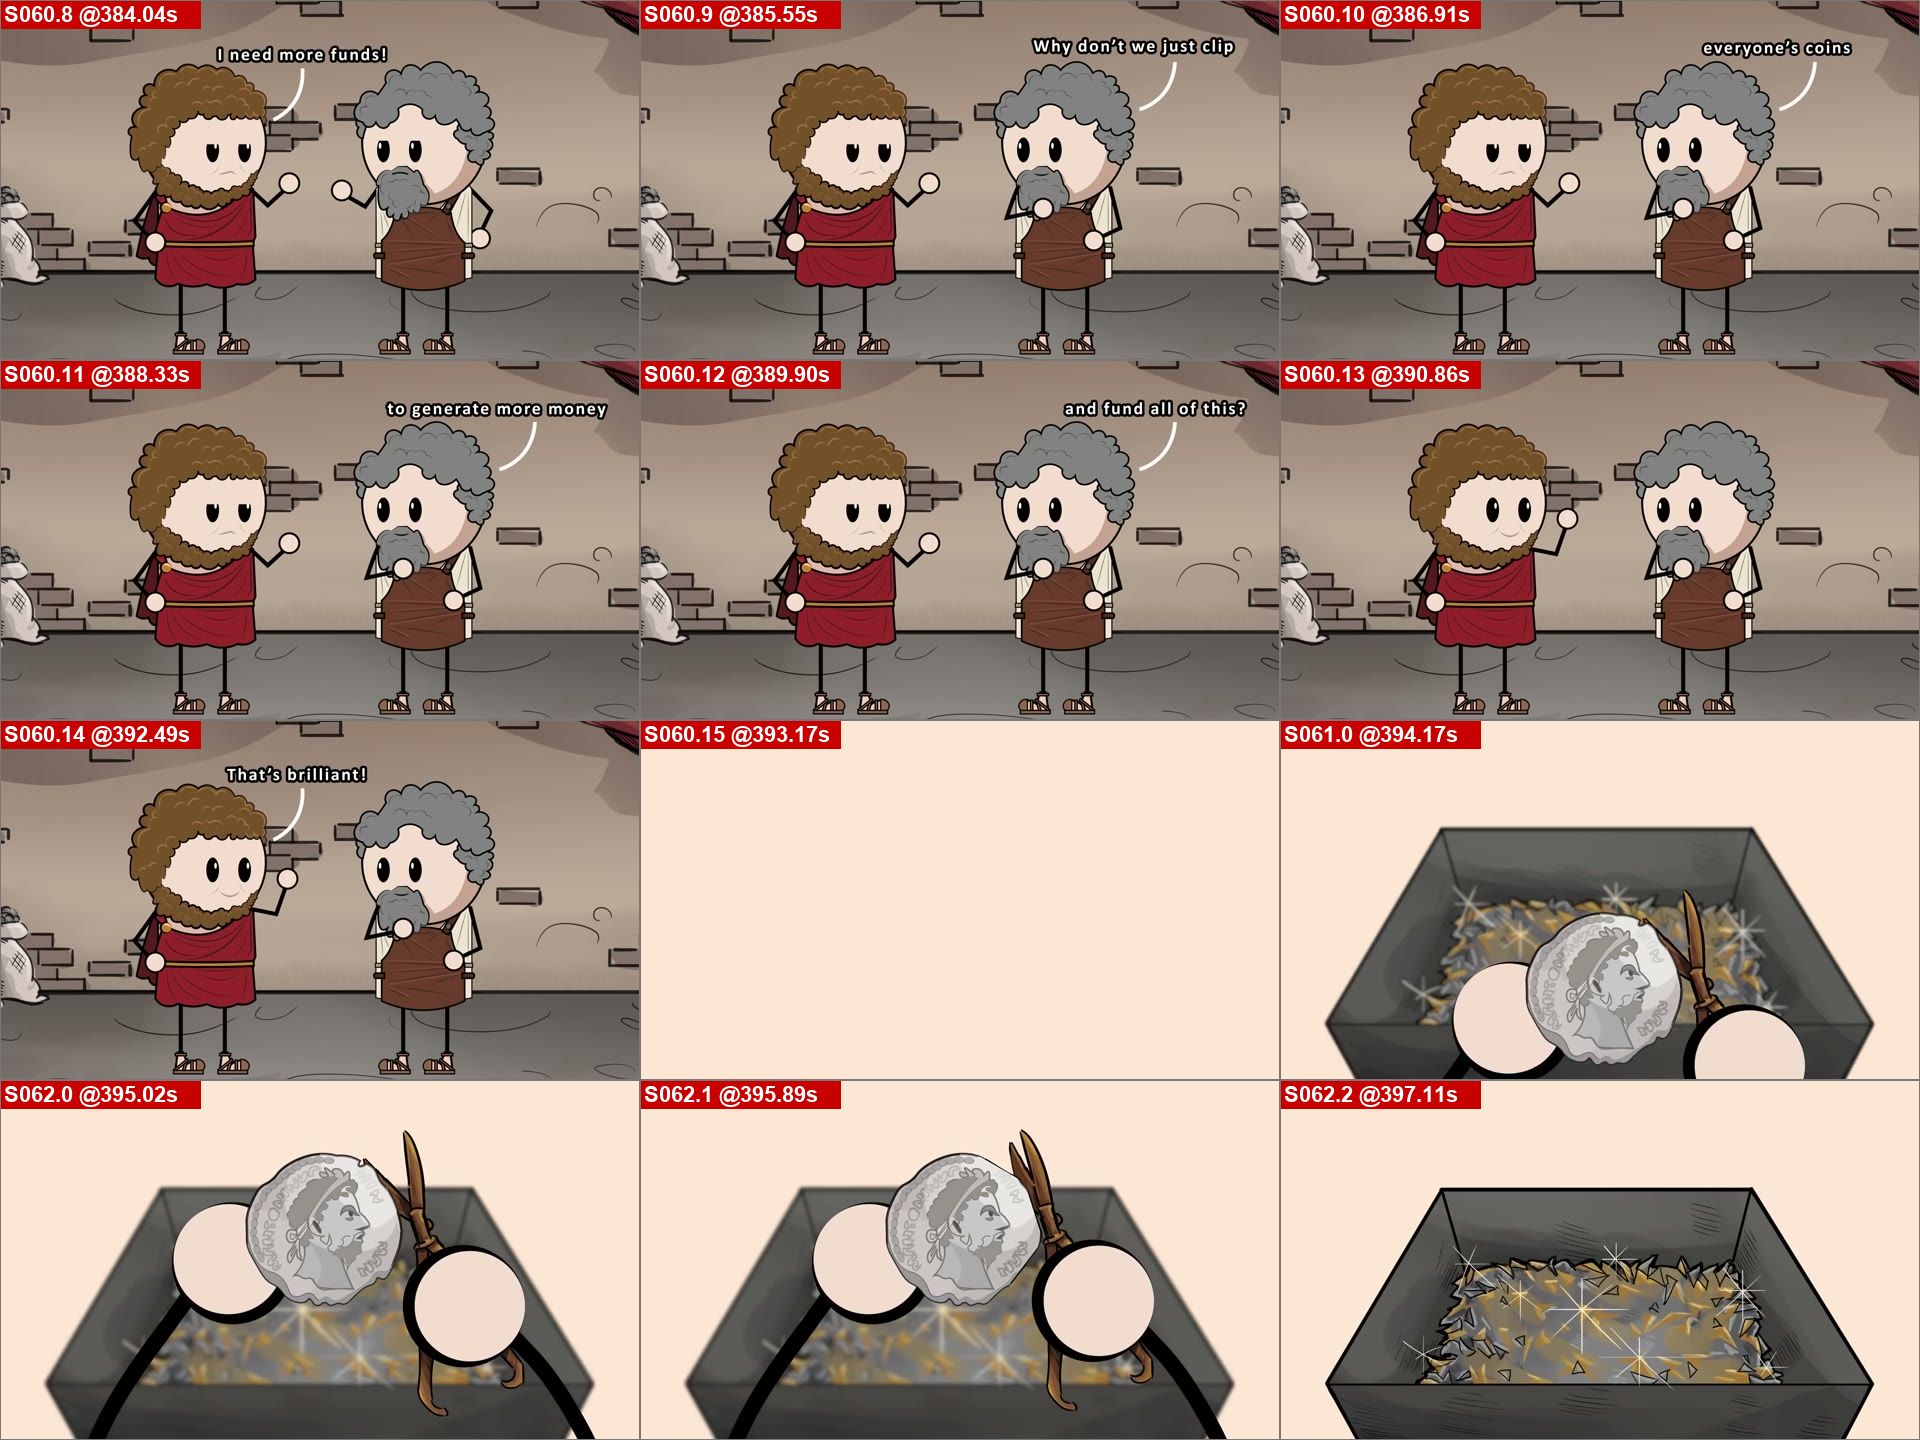 S060.8 @384.04s
I need more funds!
S060.9 @385.55s
Why don't we just clip
S060.10 @386.91s
everyone's coins
S060.11 @388.33s
to generate more money
S060.12 @389.90s
and fund all of this?
S060.13 @390.86s
S060.14 @392.49s
That's brilliant!
S060.15 @393.17s
S061.0 @394.17s
S062.0 @395.02s
S062.1 @395.89s
S062.2 @397.11s